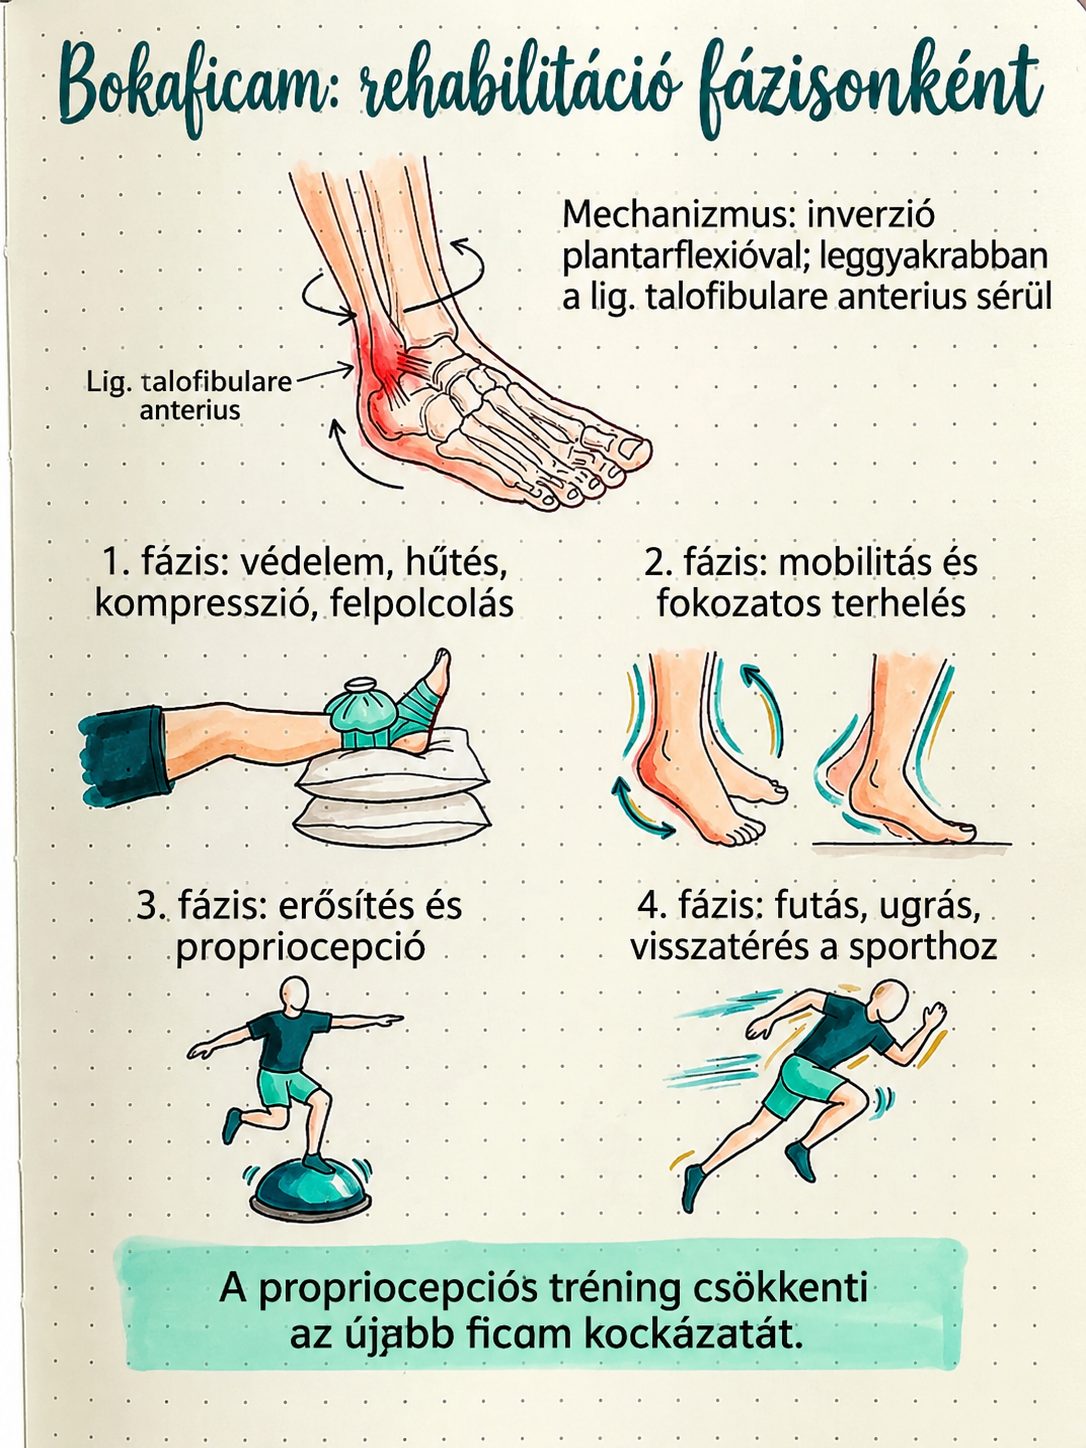 Bokaficam: rehabilitáció fázisonként
Mechanizmus: inverzió
plantarflexióval; leggyakrabban
a lig. talofibulare anterius sérül
Lig. talofibulare
anterius
1. fázis: védelem, hűtés,
kompresszió, felpolcolás
2. fázis: mobilitás és
fokozatos terhelés
3. fázis: erősítés és
propriocepció
4. fázis: futás, ugrás,
visszatérés a sporthoz
A propriocepciós tréning csökkenti
az újabb ficam kockázatát.